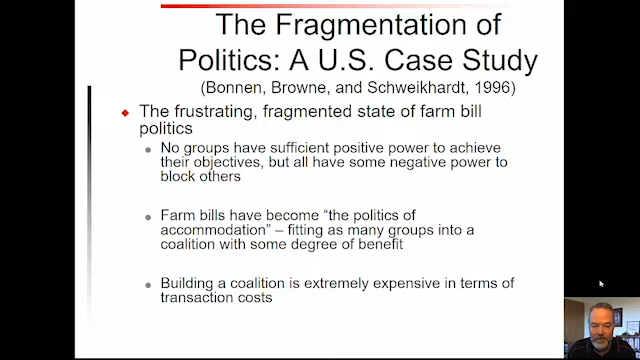 The Fragmentation of
Politics: A U.S. Case Study
(Bonnen, Browne, and Schweikhardt, 1996)
The frustrating, fragmented state of farm bill
politics
No groups have sufficient positive power to achieve
their objectives, but all have some negative power to
block others
Farm bills have become “the politics of
accommodation” – fitting as many groups into a
coalition with some degree of benefit
Building a coalition is extremely expensive in terms of
transaction costs